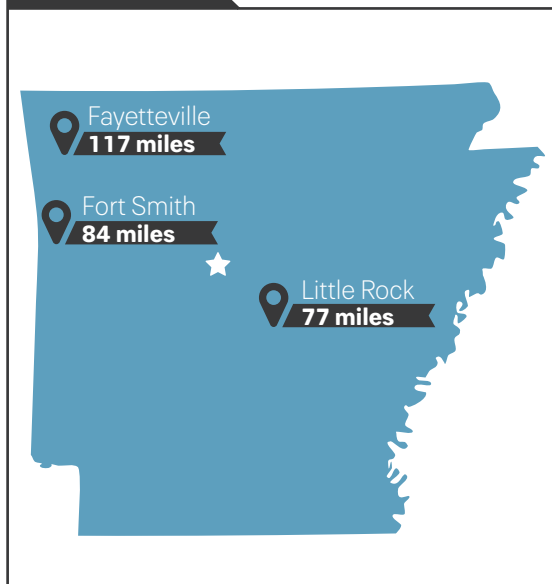 Fayetteville
117 miles
Fort Smith
84 miles
Little Rock
77 miles